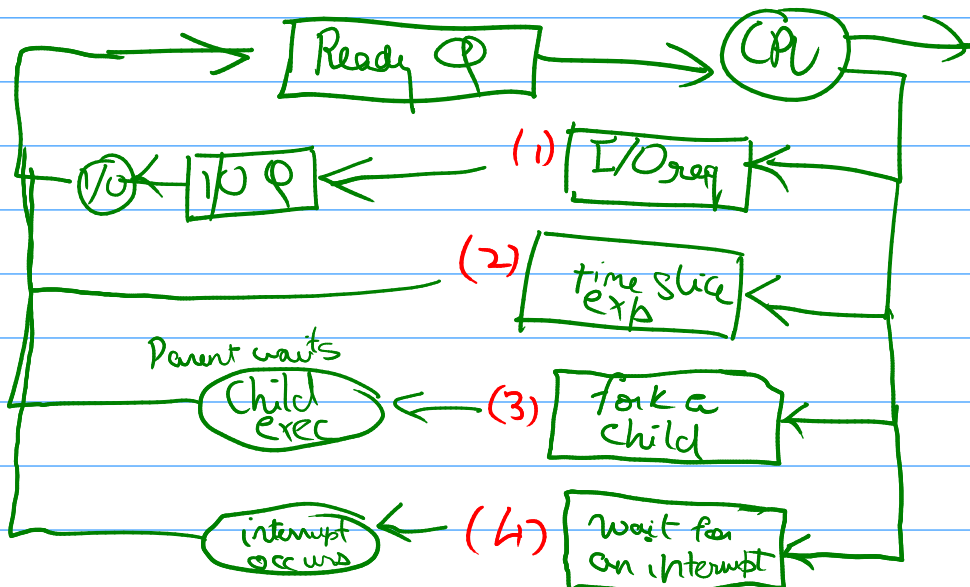 Ready Q
CPU
I/O
I/O Q
(1)
I/O req
(2)
time slice
exp
Parent waits
Child
exec
(3)
fork a
child
interrupt
occurs
(4)
wait for
an interrupt